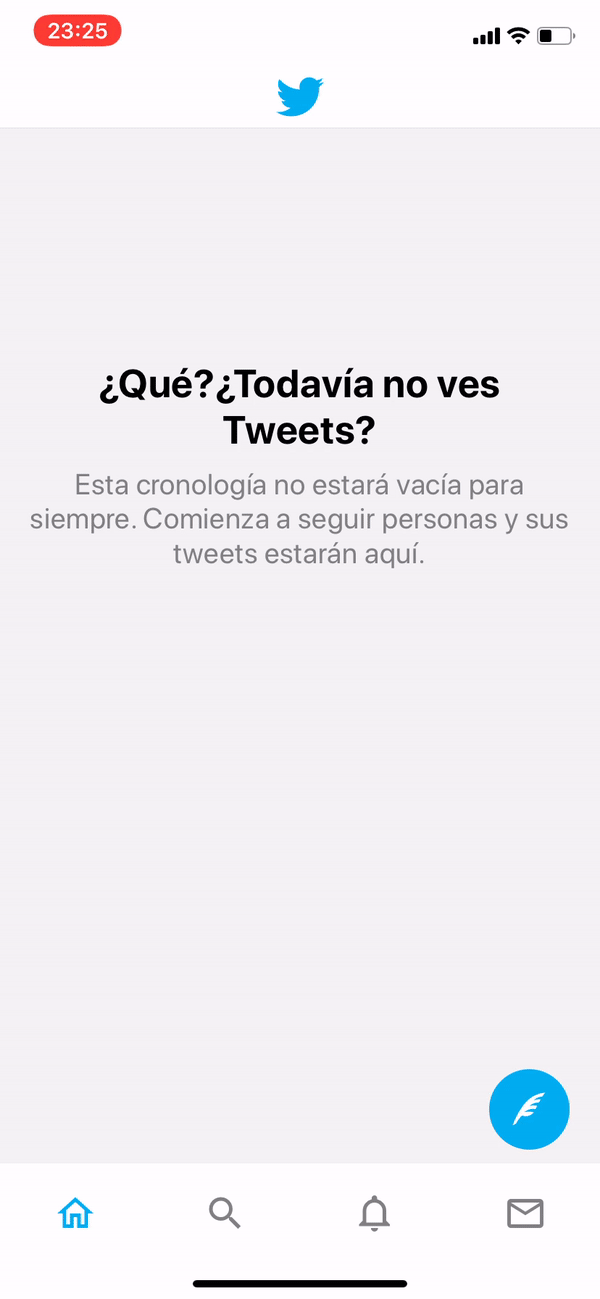 23:25
¿Qué?¿Todavía no ves
Tweets?
Esta cronología no estará vacía para
siempre. Comienza a seguir personas y sus
tweets estarán aquí.